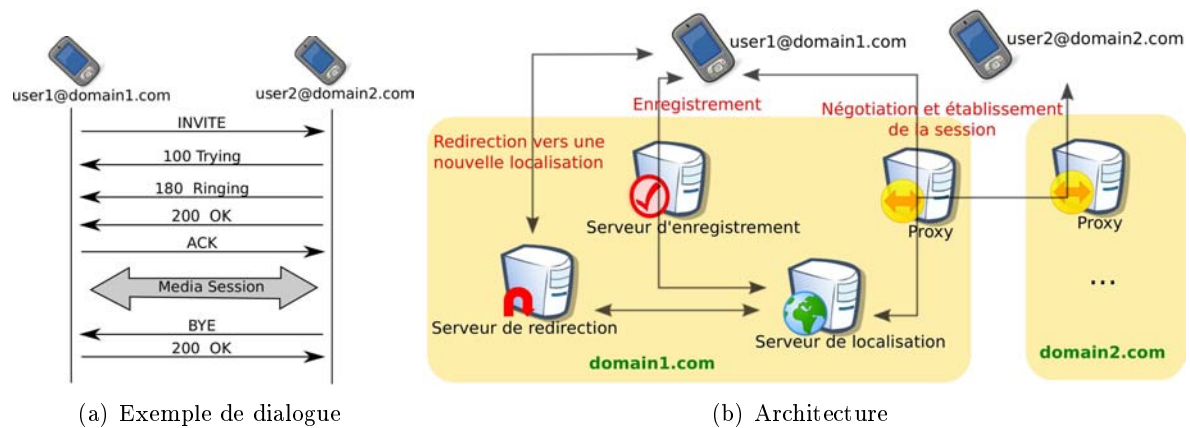 user1@domain1.com
user2@domain2.com
INVITE
100 Trying
180 Ringing
200 OK
ACK
Media Session
BYE
200 OK
(a) Exemple de dialogue
user1@domain1.com
user2@domain2.com
Enregistrement
Négotiation et établissement
de la session
Redirection vers une
nouvelle localisation
Serveur d'enregistrement
Proxy
Proxy
...
Serveur de redirection
Serveur de localisation
domain1.com
domain2.com
(b) Architecture